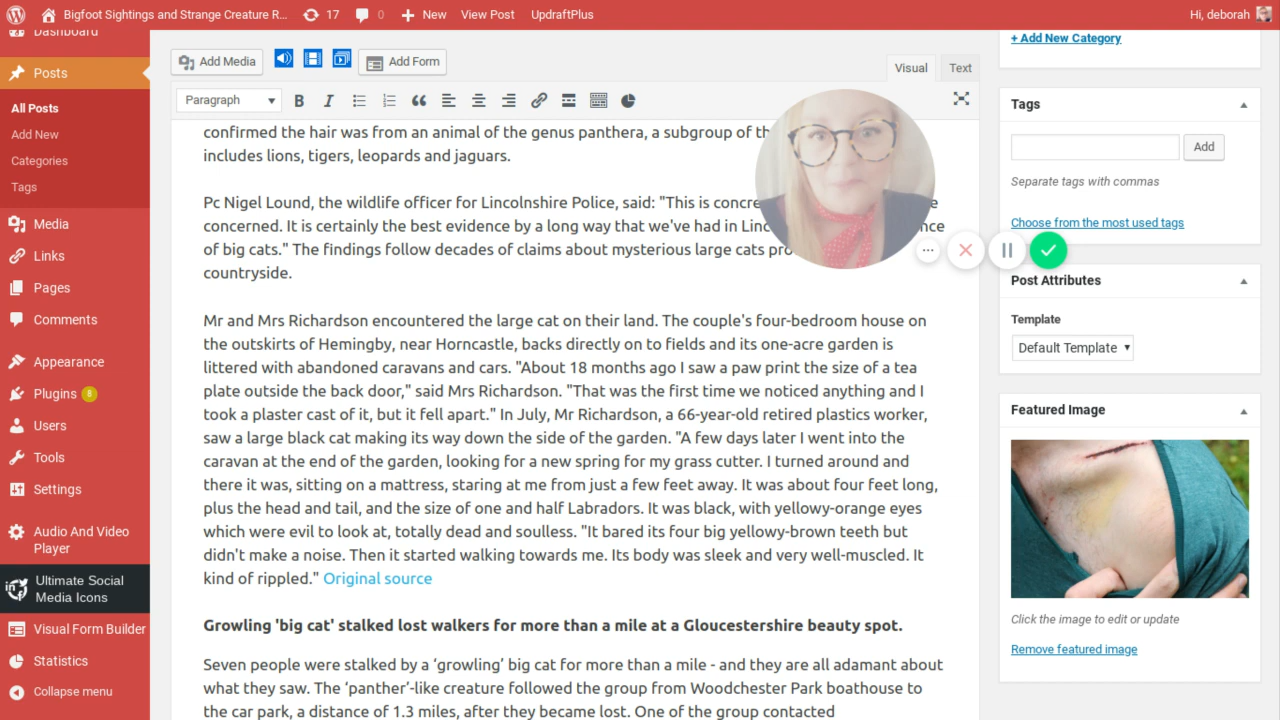 Bigfoot Sightings and Strange Creature R...
17
0
New
View Post
UpdraftPlus
Hi, deborah
Dashboard
Posts
All Posts
Add New
Categories
Tags
Media
Links
Pages
Comments
Appearance
Plugins 8
Users
Tools
Settings
Audio And Video
Player
Ultimate Social
Media Icons
Visual Form Builder
Statistics
Collapse menu
Add Media
Add Form
Visual
Text
Paragraph
confirmed the hair was from an animal of the genus panthera, a subgroup of
includes lions, tigers, leopards and jaguars.
Pc Nigel Lound, the wildlife officer for Lincolnshire Police, said: "This is
concerned. It is certainly the best evidence by a long way that we've had in
of big cats." The findings follow decades of claims about mysterious large cats
countryside.
Mr and Mrs Richardson encountered the large cat on their land. The couple's four-bedroom house on
the outskirts of Hemingby, near Horncastle, backs directly on to fields and its one-acre garden is
littered with abandoned caravans and cars. "About 18 months ago I saw a paw print the size of a tea
plate outside the back door," said Mrs Richardson. "That was the first time we noticed anything and I
took a plaster cast of it, but it fell apart." In July, Mr Richardson, a 66-year-old retired plastics worker,
saw a large black cat making its way down the side of the garden. "A few days later I went into the
caravan at the end of the garden, looking for a new spring for my grass cutter. I turned around and
there it was, sitting on a mattress, staring at me from just a few feet away. It was about four feet long,
plus the head and tail, and the size of one and half Labradors. It was black, with yellowy-orange eyes
which were evil to look at, totally dead and soulless. "It bared its four big yellowy-brown teeth but
didn't make a noise. Then it started walking towards me. Its body was sleek and very well-muscled. It
kind of rippled." Original source
Growling 'big cat' stalked lost walkers for more than a mile at a Gloucestershire beauty spot.
Seven people were stalked by a ‘growling’ big cat for more than a mile - and they are all adamant about
what they saw. The ‘panther’-like creature followed the group from Woodchester Park boathouse to
the car park, a distance of 1.3 miles, after they became lost. One of the group contacted
+ Add New Category
Tags
Add
Separate tags with commas
Choose from the most used tags
Post Attributes
Template
Default Template
Featured Image
Click the image to edit or update
Remove featured image